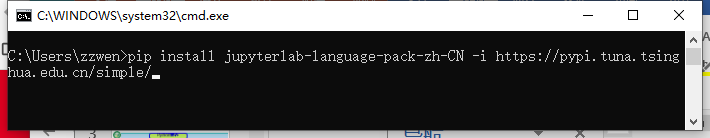 C:\WINDOWS\system32\cmd.exe
C:\Users\zzwen>pip install jupyterlab-language-pack-zh-CN -i https://pypi.tuna.tsing
hua.edu.cn/simple/
3